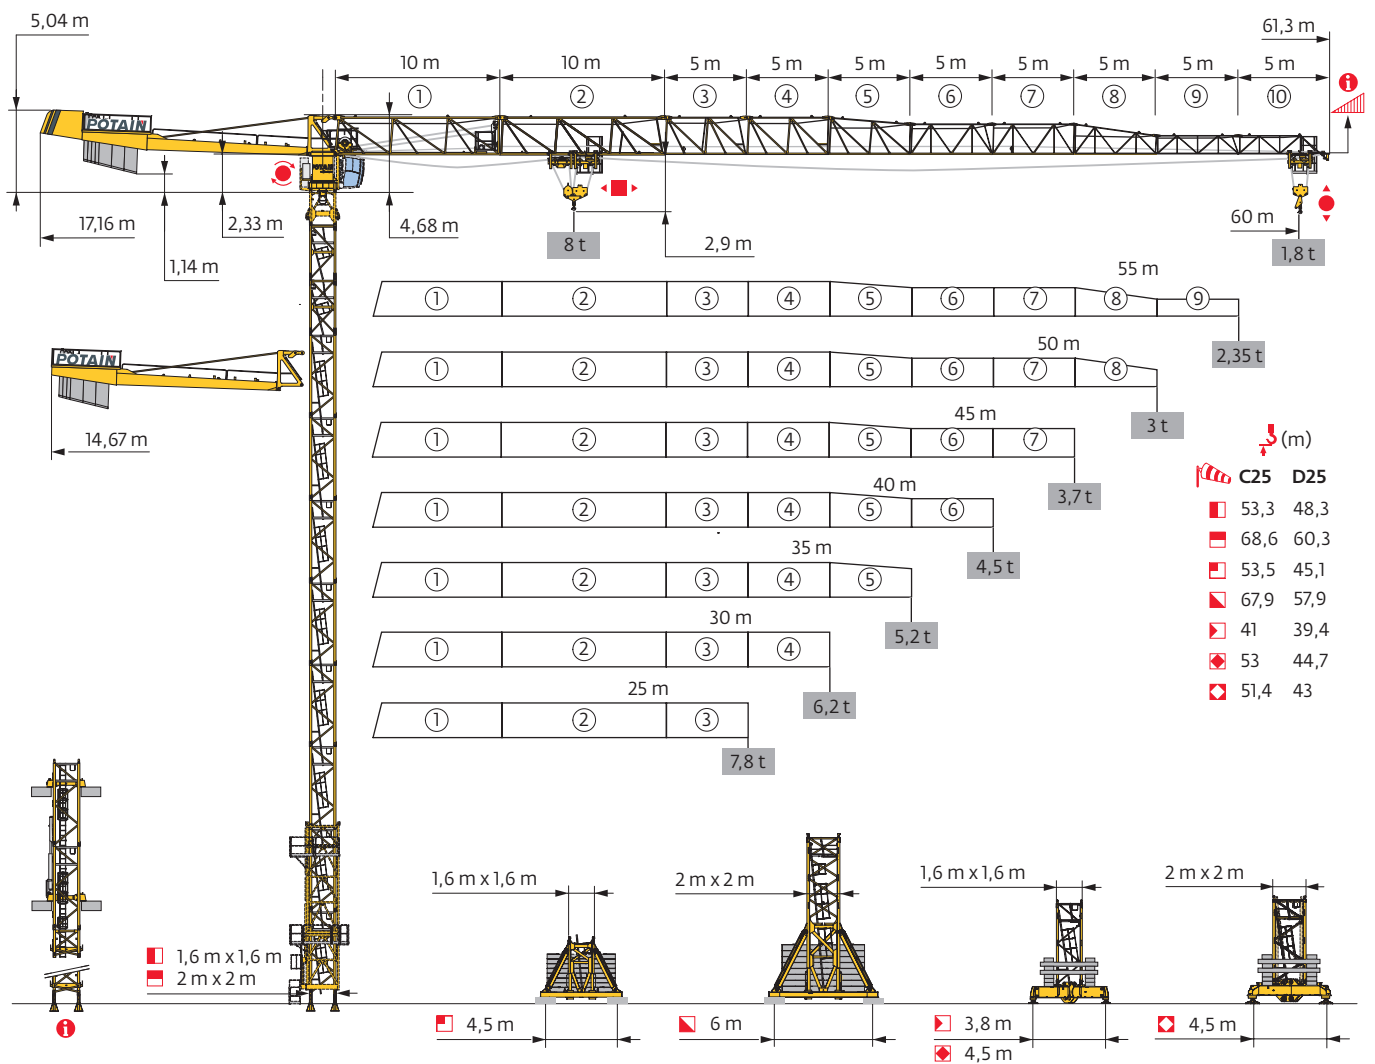 5,04 m
61,3 m
10 m 10 m 5 m 5 m 5 m 5 m 5 m 5 m 5 m 5 m
1 2 3 4 5 6 7 8 9 10
i
POTAIN
POTAIN
17,16 m
2,33 m
4,68 m
60 m
8 t
2,9 m
1,8 t
1,14 m
55 m
1 2 3 4 5 6 7 8 9
2,35 t
50 m
POTAIN
1 2 3 4 5 6 7 8
3 t
14,67 m
45 m
1 2 3 4 5 6 7
3,7 t
(m)
C25 D25
53,3 48,3
68,6 60,3
53,5 45,1
67,9 57,9
41 39,4
53 44,7
51,4 43
40 m
1 2 3 4 5 6
4,5 t
35 m
1 2 3 4 5
5,2 t
30 m
1 2 3 4
6,2 t
25 m
1 2 3
7,8 t
1,6 m x 1,6 m
2 m x 2 m
1,6 m x 1,6 m
2 m x 2 m
1,6 m x 1,6 m
2 m x 2 m
i
4,5 m
6 m
3,8 m
4,5 m
4,5 m